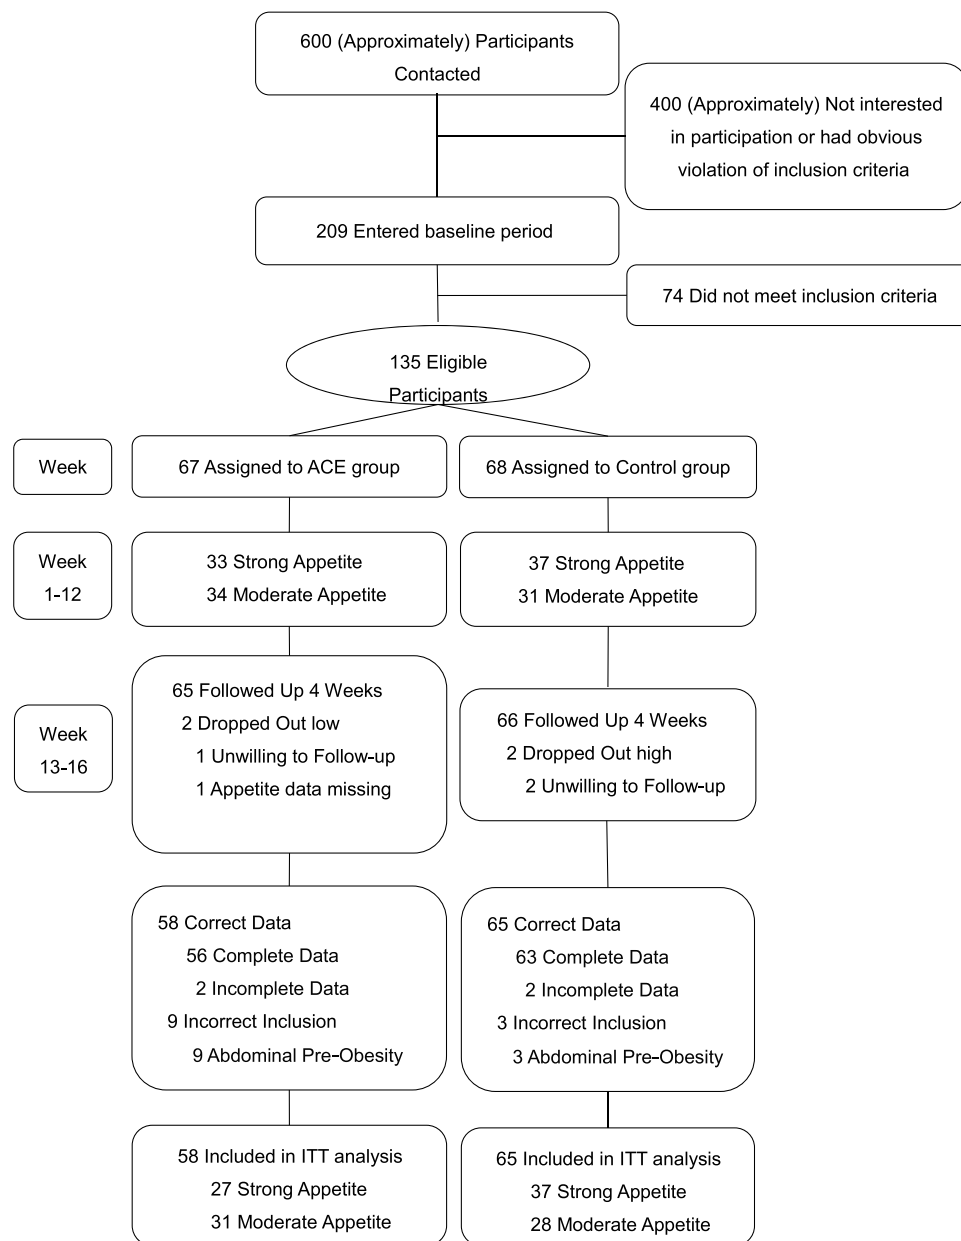 600 (Approximately) Participants
Contacted
400 (Approximately) Not interested
in participation or had obvious
violation of inclusion criteria
209 Entered baseline period
74 Did not meet inclusion criteria
135 Eligible
Participants
Week
67 Assigned to ACE group
68 Assigned to Control group
Week
1-12
33 Strong Appetite
34 Moderate Appetite
37 Strong Appetite
31 Moderate Appetite
Week
13-16
65 Followed Up 4 Weeks
2 Dropped Out low
1 Unwilling to Follow-up
1 Appetite data missing
66 Followed Up 4 Weeks
2 Dropped Out high
2 Unwilling to Follow-up
58 Correct Data
56 Complete Data
2 Incomplete Data
9 Incorrect Inclusion
9 Abdominal Pre-Obesity
65 Correct Data
63 Complete Data
2 Incomplete Data
3 Incorrect Inclusion
3 Abdominal Pre-Obesity
58 Included in ITT analysis
27 Strong Appetite
31 Moderate Appetite
65 Included in ITT analysis
37 Strong Appetite
28 Moderate Appetite